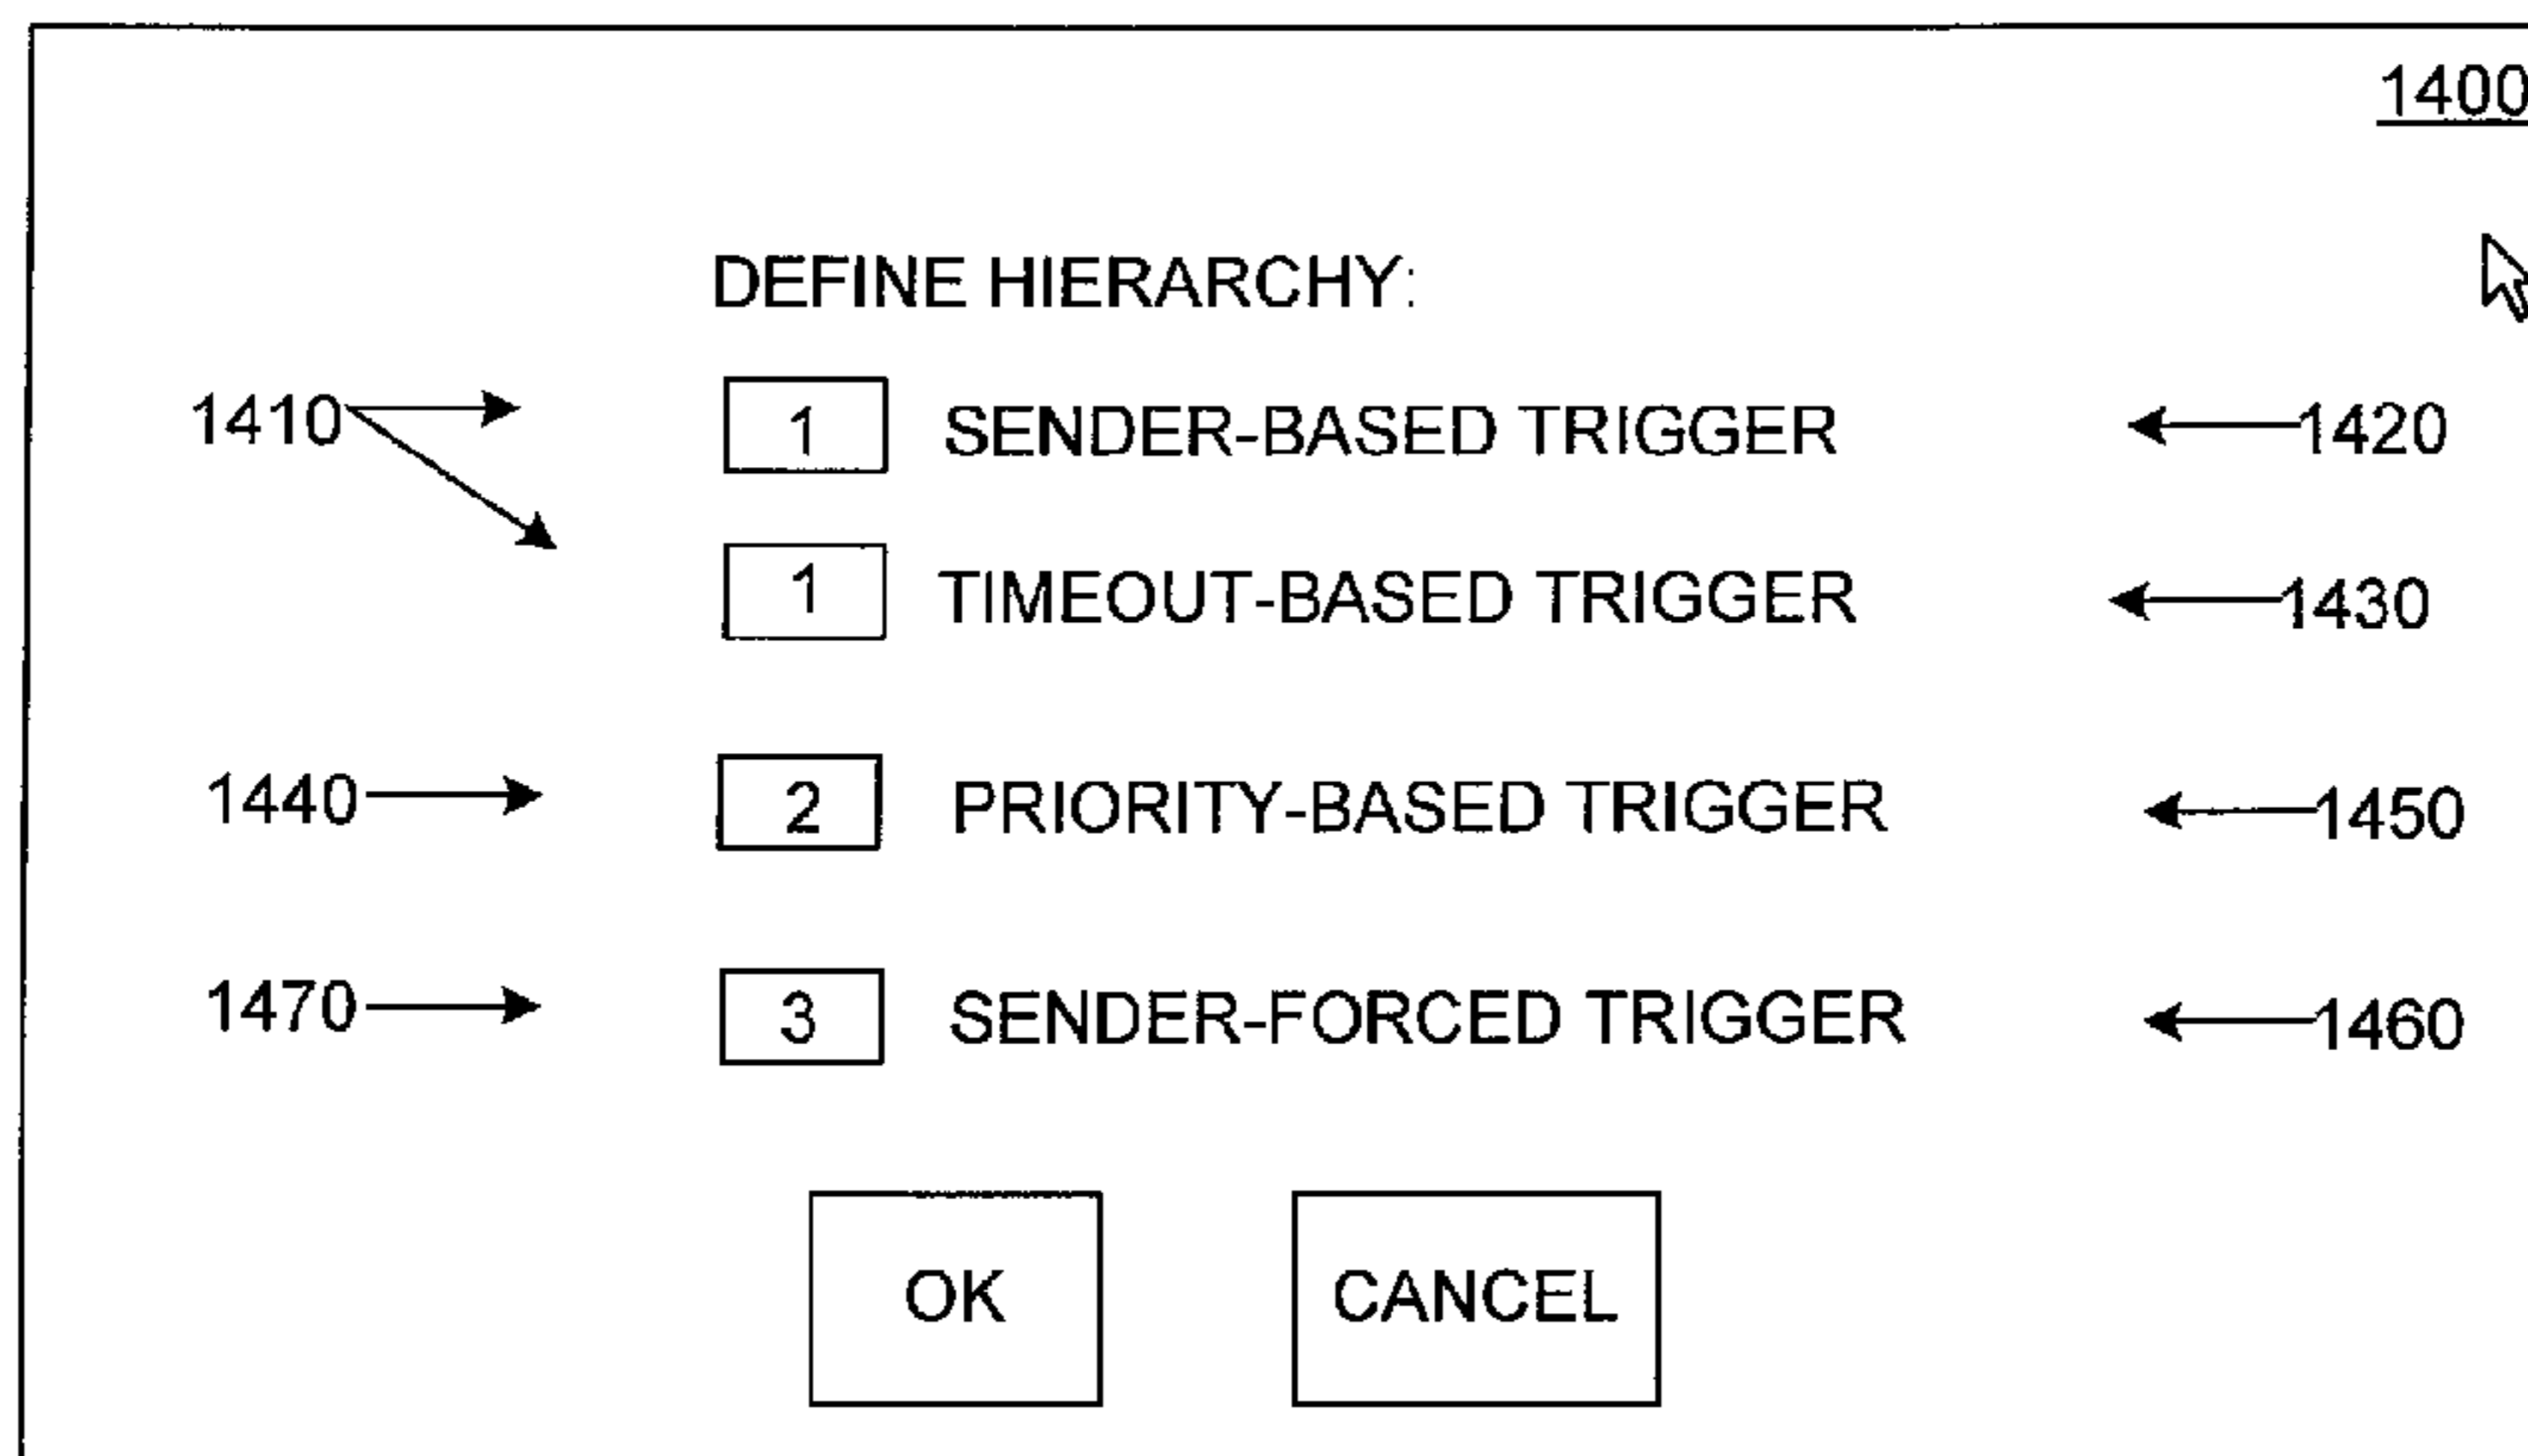 1400
DEFINE HIERARCHY:
1410 1 SENDER-BASED TRIGGER 1420
1 TIMEOUT-BASED TRIGGER 1430
1440 2 PRIORITY-BASED TRIGGER 1450
1470 3 SENDER-FORCED TRIGGER 1460
OK CANCEL